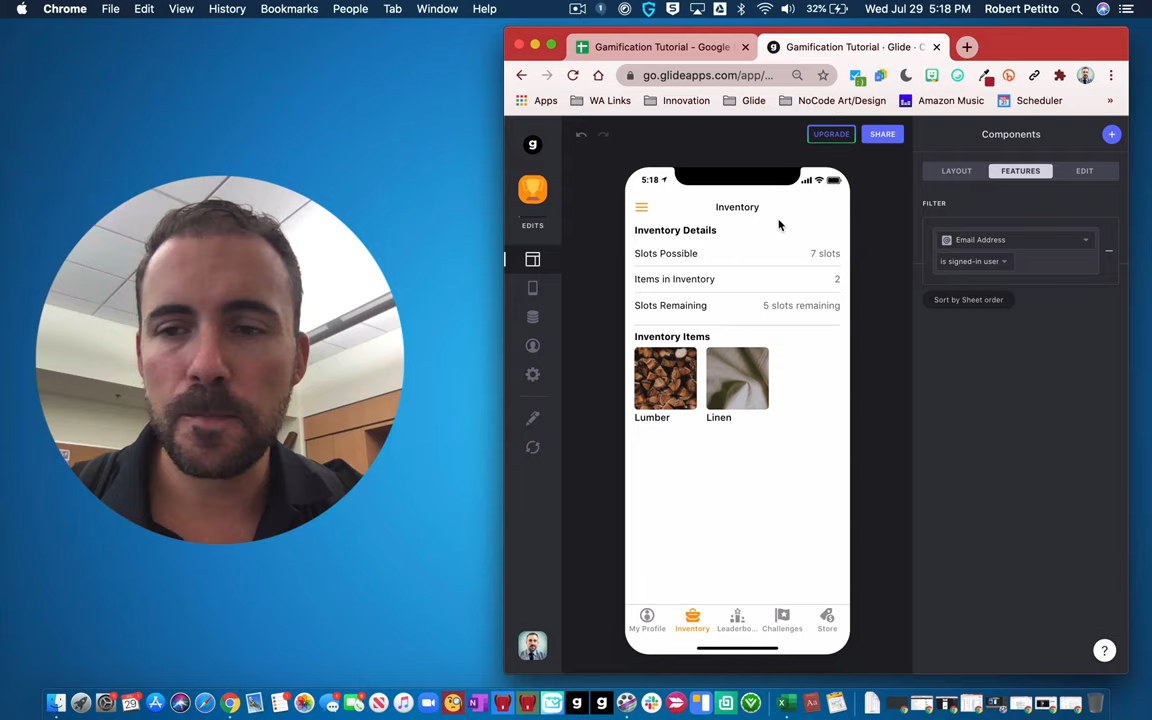 Chrome File Edit View History Bookmarks People Tab Window Help 32% Wed Jul 29 5:18 PM Robert Petitto
Gamification Tutorial - Google Gamification Tutorial · Glide · C
go.glideapps.com/app/...
Apps WA Links Innovation Glide NoCode Art/Design Amazon Music Scheduler »
g
UPGRADE SHARE Components
LAYOUT FEATURES EDIT
5:18
FILTER
EDITS
Inventory
Inventory Details
Email Address
Slots Possible 7 slots
is signed-in user
Items in Inventory 2
Sort by Sheet order
Slots Remaining 5 slots remaining
Inventory Items
Lumber Linen
My Profile Inventory Leaderbo... Challenges Store
?